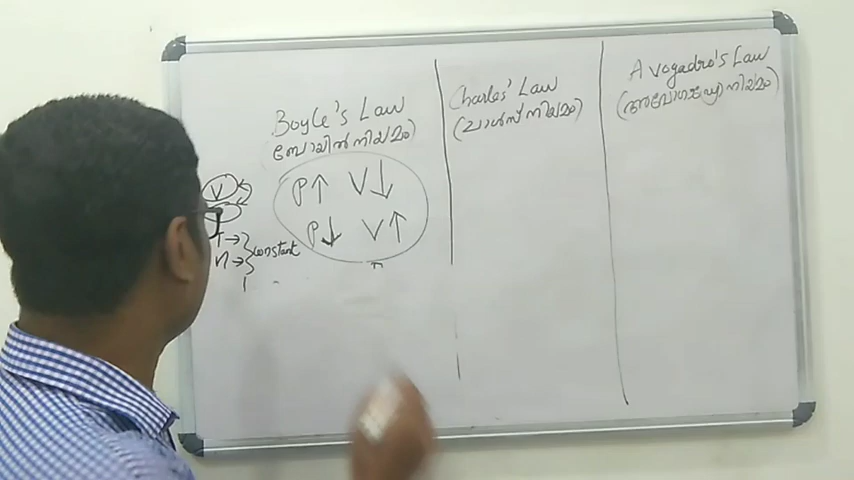 Boyle's Law
(ബോയിൽ നിയമം)
P↑ V↓
P↓ V↑
V
T →
n →
constant
Charles' Law
(ചാൾസ് നിയമം)
Avogadro's Law
(അവോഗാഡ്രോ നിയമം)